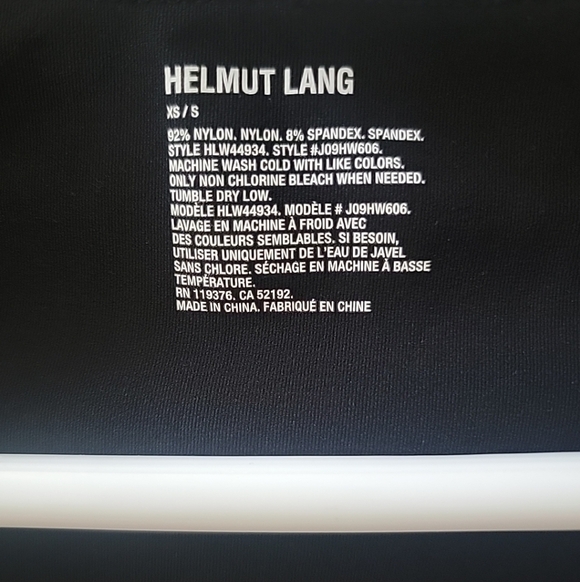 HELMUT LANG
XS / S
92% NYLON. NYLON. 8% SPANDEX. SPANDEX.
STYLE HLW44934. STYLE #J09HW606.
MACHINE WASH COLD WITH LIKE COLORS.
ONLY NON CHLORINE BLEACH WHEN NEEDED.
TUMBLE DRY LOW.
MODÈLE HLW44934. MODÈLE # J09HW606.
LAVAGE EN MACHINE À FROID AVEC
DES COULEURS SEMBLABLES. SI BESOIN,
UTILISER UNIQUEMENT DE L'EAU DE JAVEL
SANS CHLORE. SÉCHAGE EN MACHINE À BASSE
TEMPÉRATURE.
RN 119376. CA 52192.
MADE IN CHINA. FABRIQUÉ EN CHINE